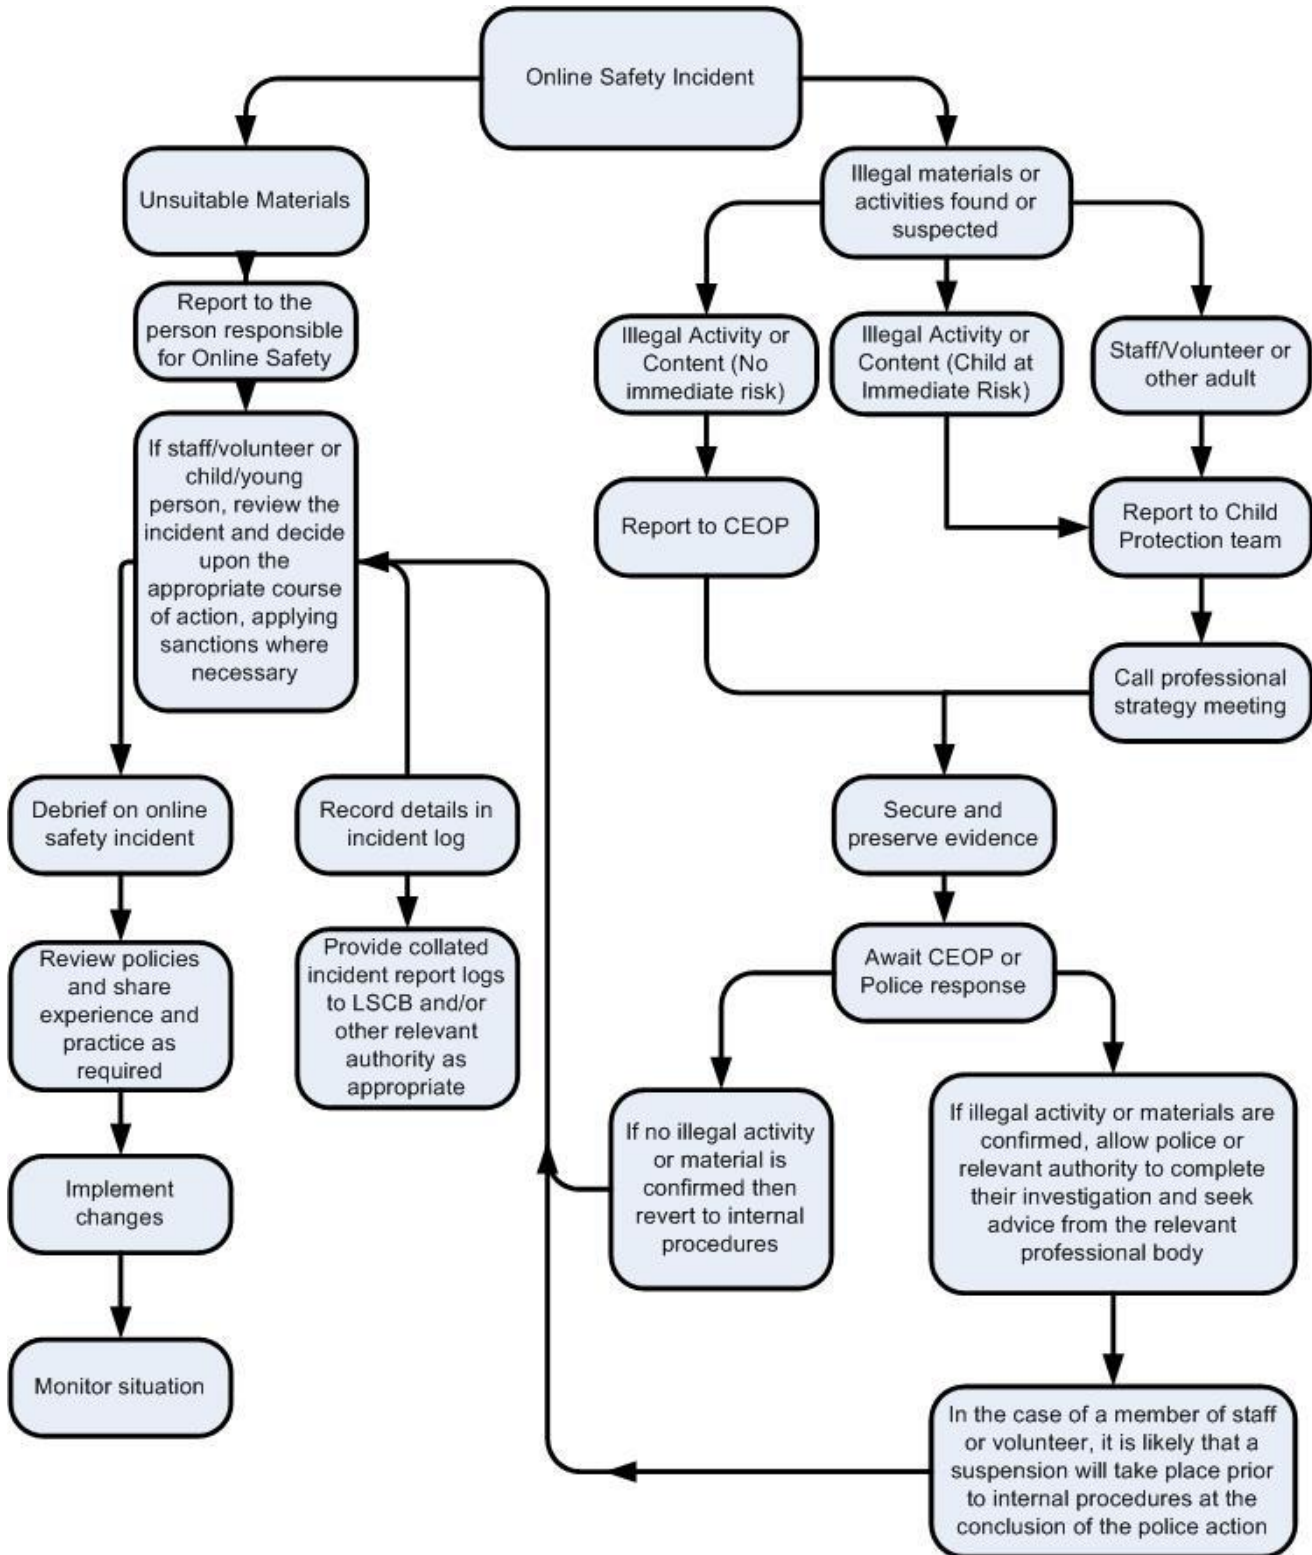 Online Safety Incident
Unsuitable Materials
Report to the
person responsible
for Online Safety
If staff/volunteer or
child/young
person, review the
incident and decide
upon the
appropriate course
of action, applying
sanctions where
necessary
Debrief on online
safety incident
Review policies
and share
experience and
practice as
required
Implement
changes
Monitor situation
Record details in
incident log
Provide collated
incident report logs
to LSCB and/or
other relevant
authority as
appropriate
Illegal materials or
activities found or
suspected
Illegal Activity or
Content (No
immediate risk)
Illegal Activity or
Content (Child at
Immediate Risk)
Staff/Volunteer or
other adult
Report to CEOP
Report to Child
Protection team
Call professional
strategy meeting
Secure and
preserve evidence
Await CEOP or
Police response
If no illegal activity
or material is
confirmed then
revert to internal
procedures
If illegal activity or materials are
confirmed, allow police or
relevant authority to complete
their investigation and seek
advice from the relevant
professional body
In the case of a member of staff
or volunteer, it is likely that a
suspension will take place prior
to internal procedures at the
conclusion of the police action